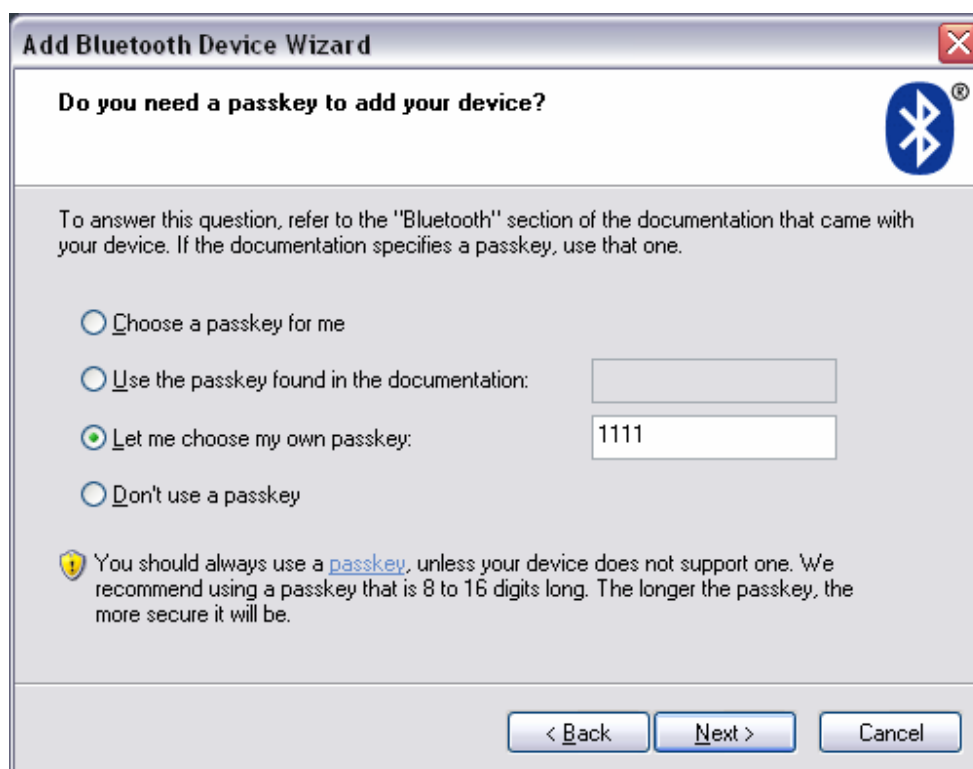 Add Bluetooth Device Wizard
Do you need a passkey to add your device?
®
To answer this question, refer to the "Bluetooth" section of the documentation that came with
your device. If the documentation specifies a passkey, use that one.
Choose a passkey for me
Use the passkey found in the documentation:
Let me choose my own passkey: 1111
Don't use a passkey
You should always use a passkey, unless your device does not support one. We
recommend using a passkey that is 8 to 16 digits long. The longer the passkey, the
more secure it will be.
< Back Next > Cancel